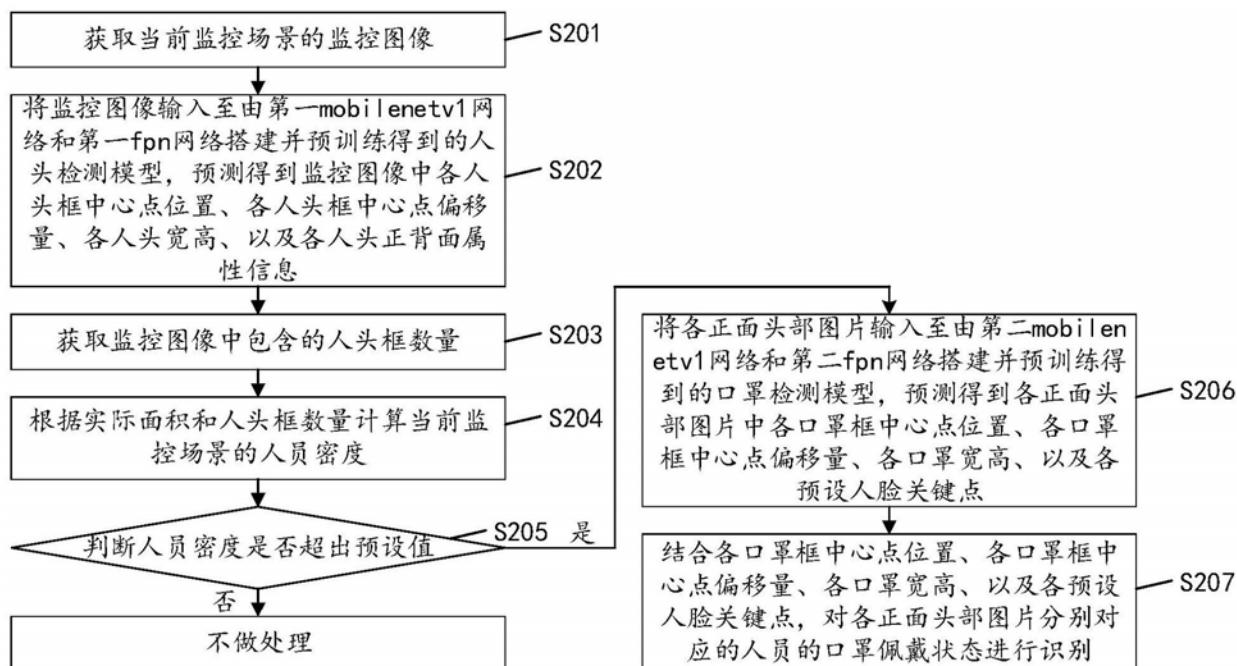 获取当前监控场景的监控图像
S201
将监控图像输入至由第一mobilenetv1网
络和第一fpn网络搭建并预训练得到的人
头检测模型，预测得到监控图像中各人
头框中心点位置、各人头框中心点偏移
量、各人头宽高、以及各人头正背面属
性信息
S202
获取监控图像中包含的人头框数量
S203
根据实际面积和人头框数量计算当前监
控场景的人员密度
S204
判断人员密度是否超出预设值
S205
是
否
不做处理
将各正面头部图片输入至由第二mobilen
etv1网络和第二fpn网络搭建并预训练得
到的口罩检测模型，预测得到各正面头
部图片中各口罩框中心点位置、各口罩
框中心点偏移量、各口罩宽高、以及各
预设人脸关键点
S206
结合各口罩框中心点位置、各口罩框中
心点偏移量、各口罩宽高、以及各预设
人脸关键点，对各正面头部图片分别对
应的人员的口罩佩戴状态进行识别
S207